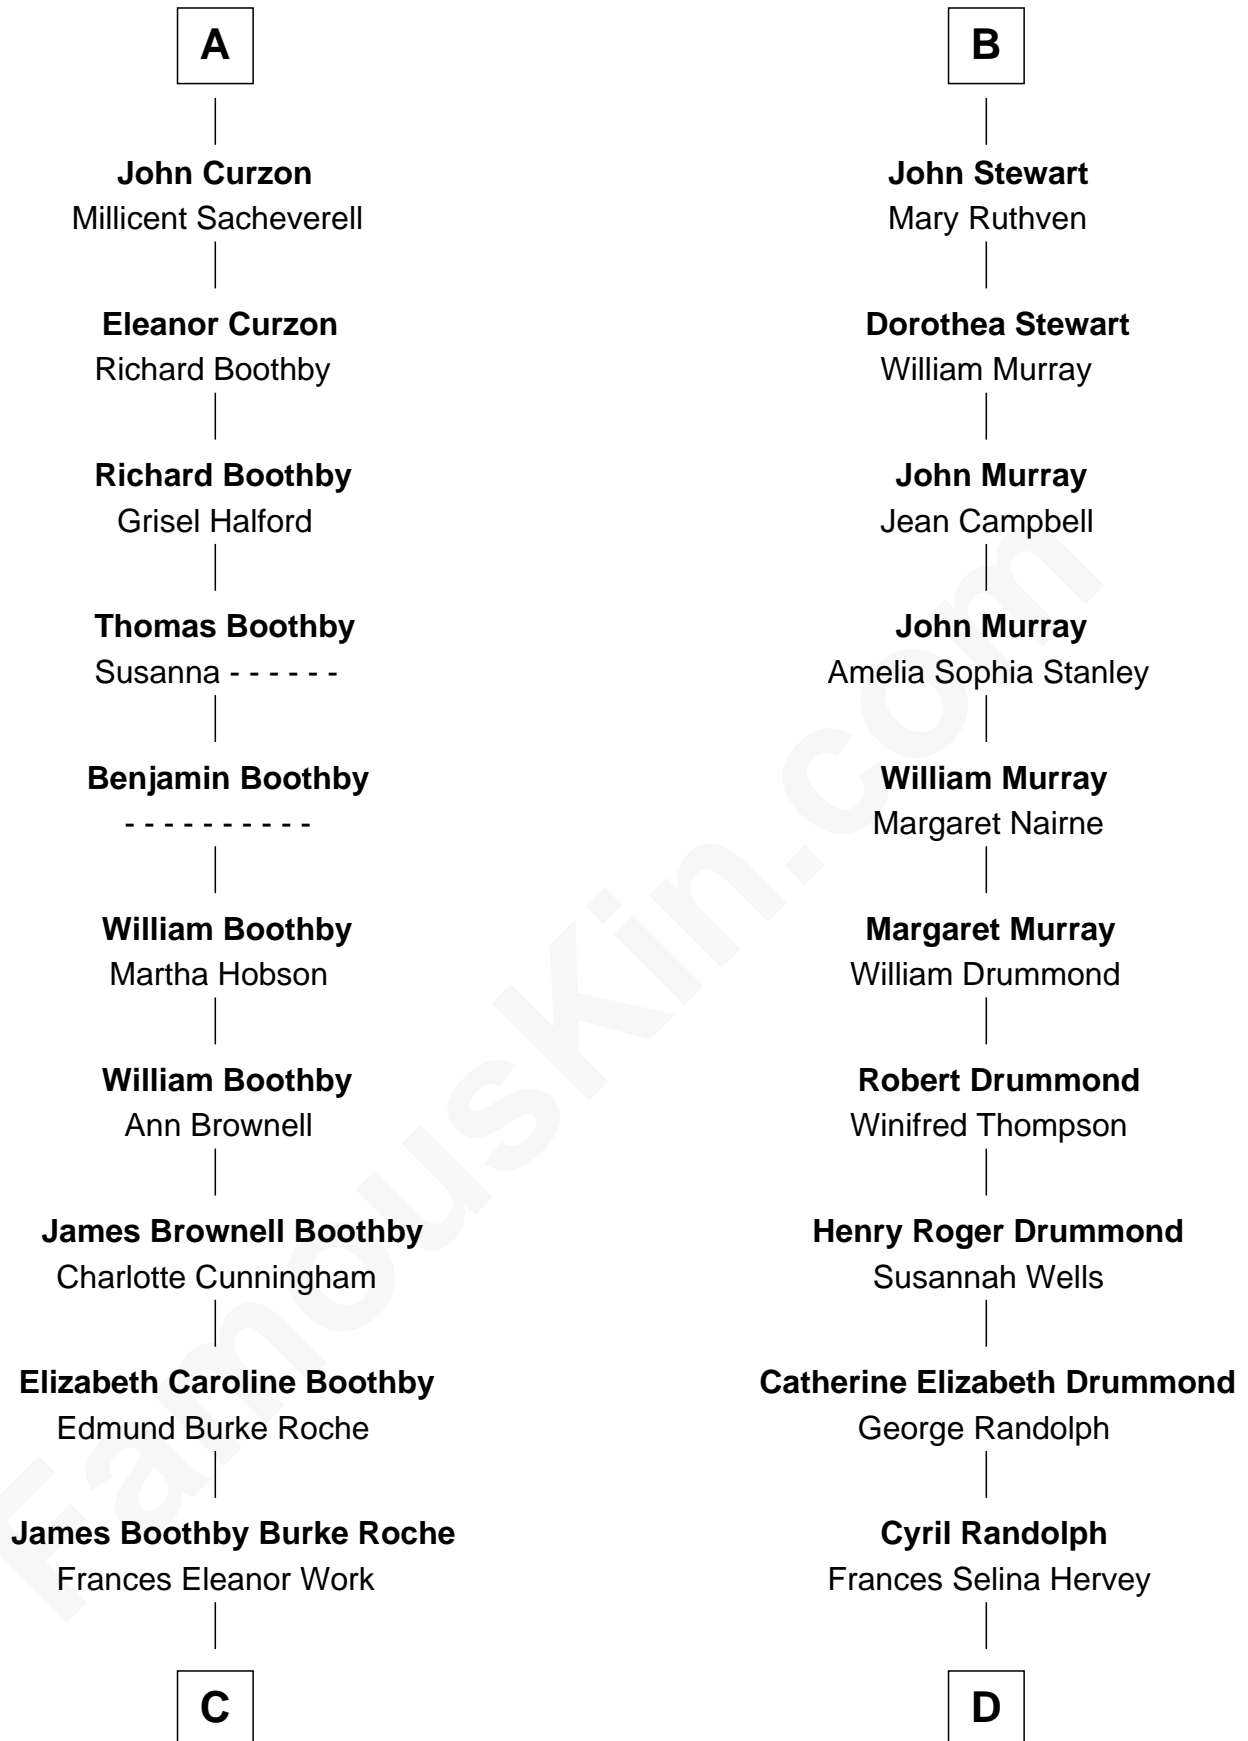 A
John Curzon
Millicent Sacheverell
Eleanor Curzon
Richard Boothby
Richard Boothby
Grisel Halford
Thomas Boothby
Susanna - - - - - -
Benjamin Boothby
- - - - - - - - - -
William Boothby
Martha Hobson
William Boothby
Ann Brownell
James Brownell Boothby
Charlotte Cunningham
Elizabeth Caroline Boothby
Edmund Burke Roche
James Boothby Burke Roche
Frances Eleanor Work
C
B
John Stewart
Mary Ruthven
Dorothea Stewart
William Murray
John Murray
Jean Campbell
John Murray
Amelia Sophia Stanley
William Murray
Margaret Nairne
Margaret Murray
William Drummond
Robert Drummond
Winifred Thompson
Henry Roger Drummond
Susannah Wells
Catherine Elizabeth Drummond
George Randolph
Cyril Randolph
Frances Selina Hervey
D
FamousKin.com